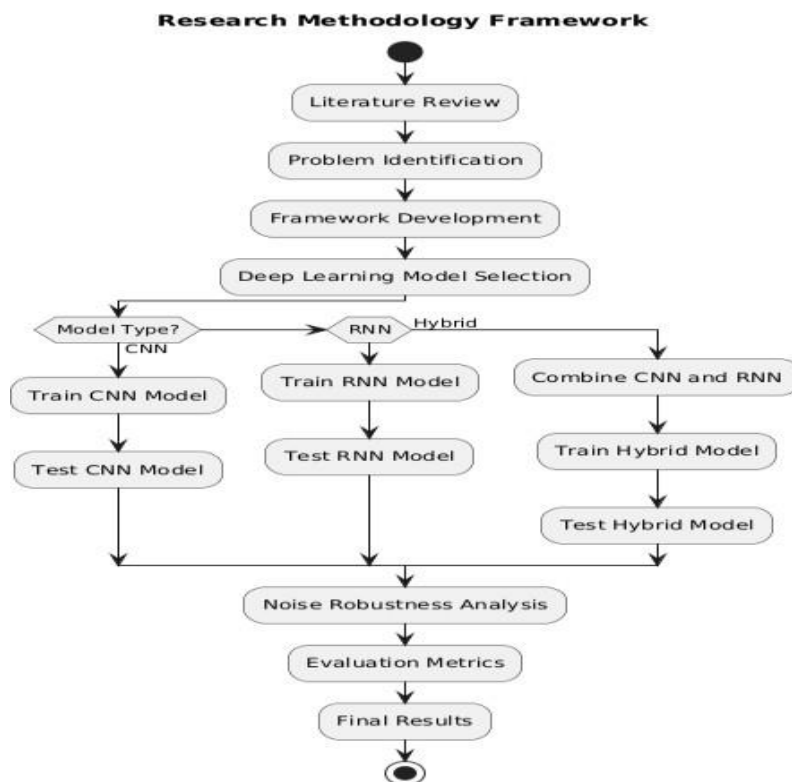 Research Methodology Framework
Literature Review
Problem Identification
Framework Development
Deep Learning Model Selection
Model Type?
CNN
RNN
Hybrid
Train CNN Model
Test CNN Model
Train RNN Model
Test RNN Model
Combine CNN and RNN
Train Hybrid Model
Test Hybrid Model
Noise Robustness Analysis
Evaluation Metrics
Final Results